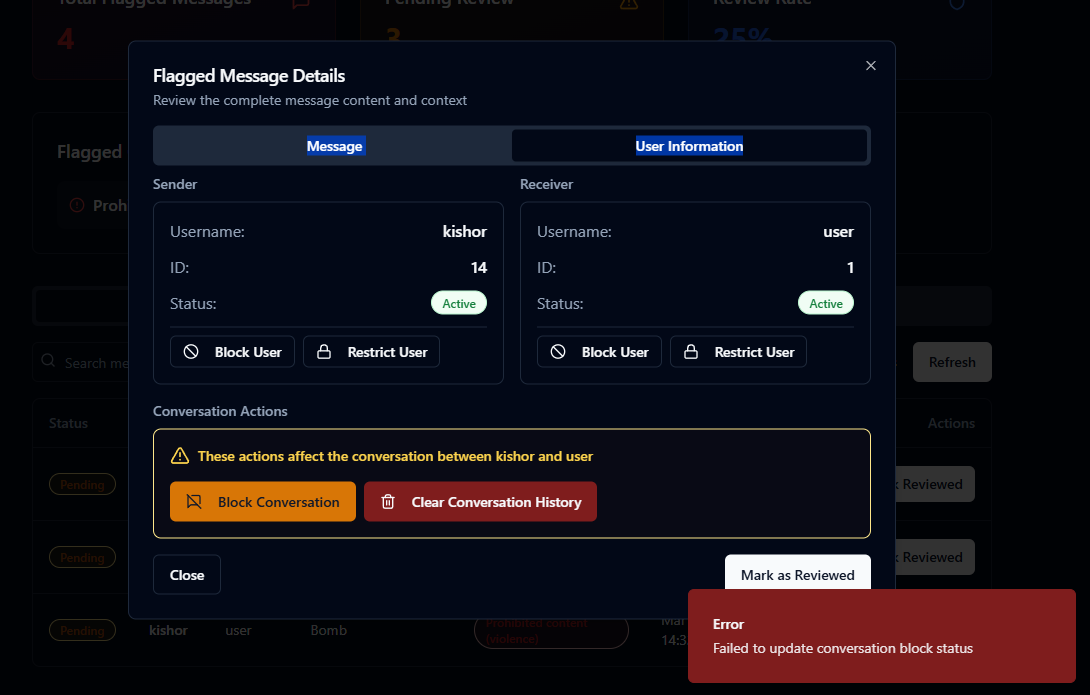 Total Flagged Messages
Pending Review
Review Rate
4
3
25%
Flagged Message Details
Review the complete message content and context
Message
User Information
Flagged
Sender
Receiver
Username:
kishor
Username:
user
ID:
14
ID:
1
Status:
Active
Status:
Active
Block User
Restrict User
Block User
Restrict User
Search
Refresh
Conversation Actions
Status
Actions
These actions affect the conversation between kishor and user
Pending
Block Conversation
Clear Conversation History
Reviewed
Pending
Reviewed
Close
Mark as Reviewed
Pending
kishor
user
Bomb
Prohibited content
(violence)
Mar
Error
Failed to update conversation block status